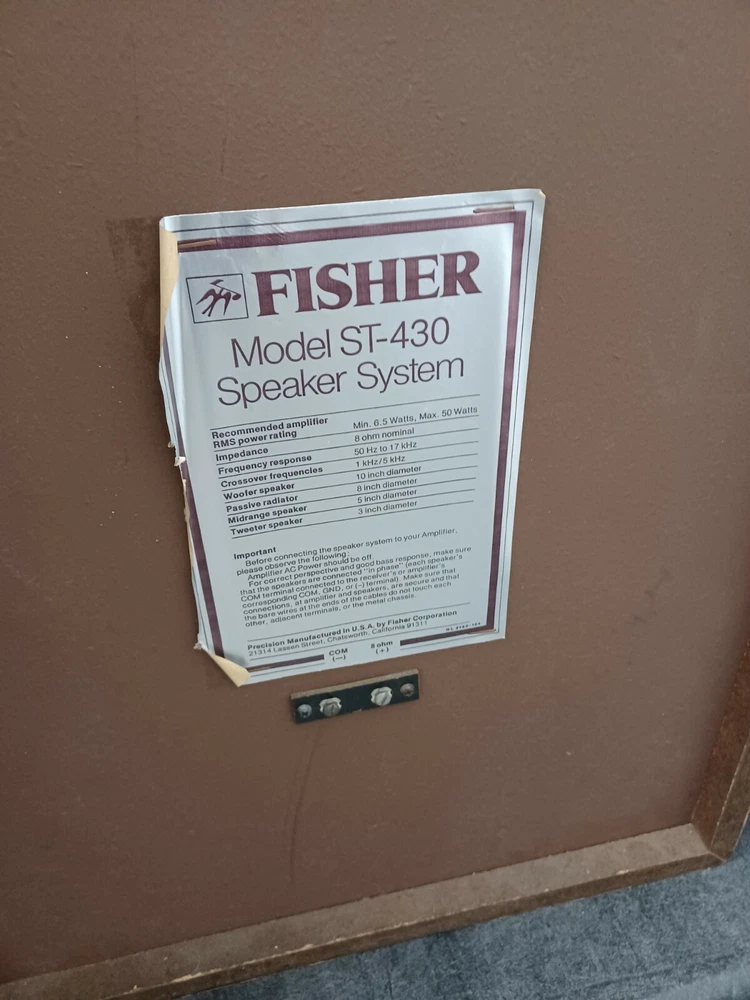 FISHER
Model ST-430
Speaker System
Recommended amplifier
RMS power rating Min. 6.5 Watts, Max. 50 Watts
Impedance 8 ohm nominal
Frequency response 50 Hz to 17 kHz
Crossover frequencies 1 kHz/5 kHz
Woofer speaker 10 inch diameter
Passive radiator 8 inch diameter
Midrange speaker 5 inch diameter
Tweeter speaker 3 inch diameter
Important
Before connecting the speaker system to your Amplifier,
please observe the following:
Amplifier AC Power should be off.
For correct perspective and good bass response, make sure
that the speakers are connected "in phase" (each speaker's
COM terminal connected to the receiver's or amplifier's
corresponding COM, GND, or (-) terminal). Make sure that
connections, at amplifier and speakers, are secure and that
the bare wires at the ends of the cables do not touch each
other, adjacent terminals, or the metal chassis.
Precision Manufactured in U.S.A. by Fisher Corporation
21314 Lassen Street, Chatsworth, California 91311
COM 8 ohm
(—) (+)